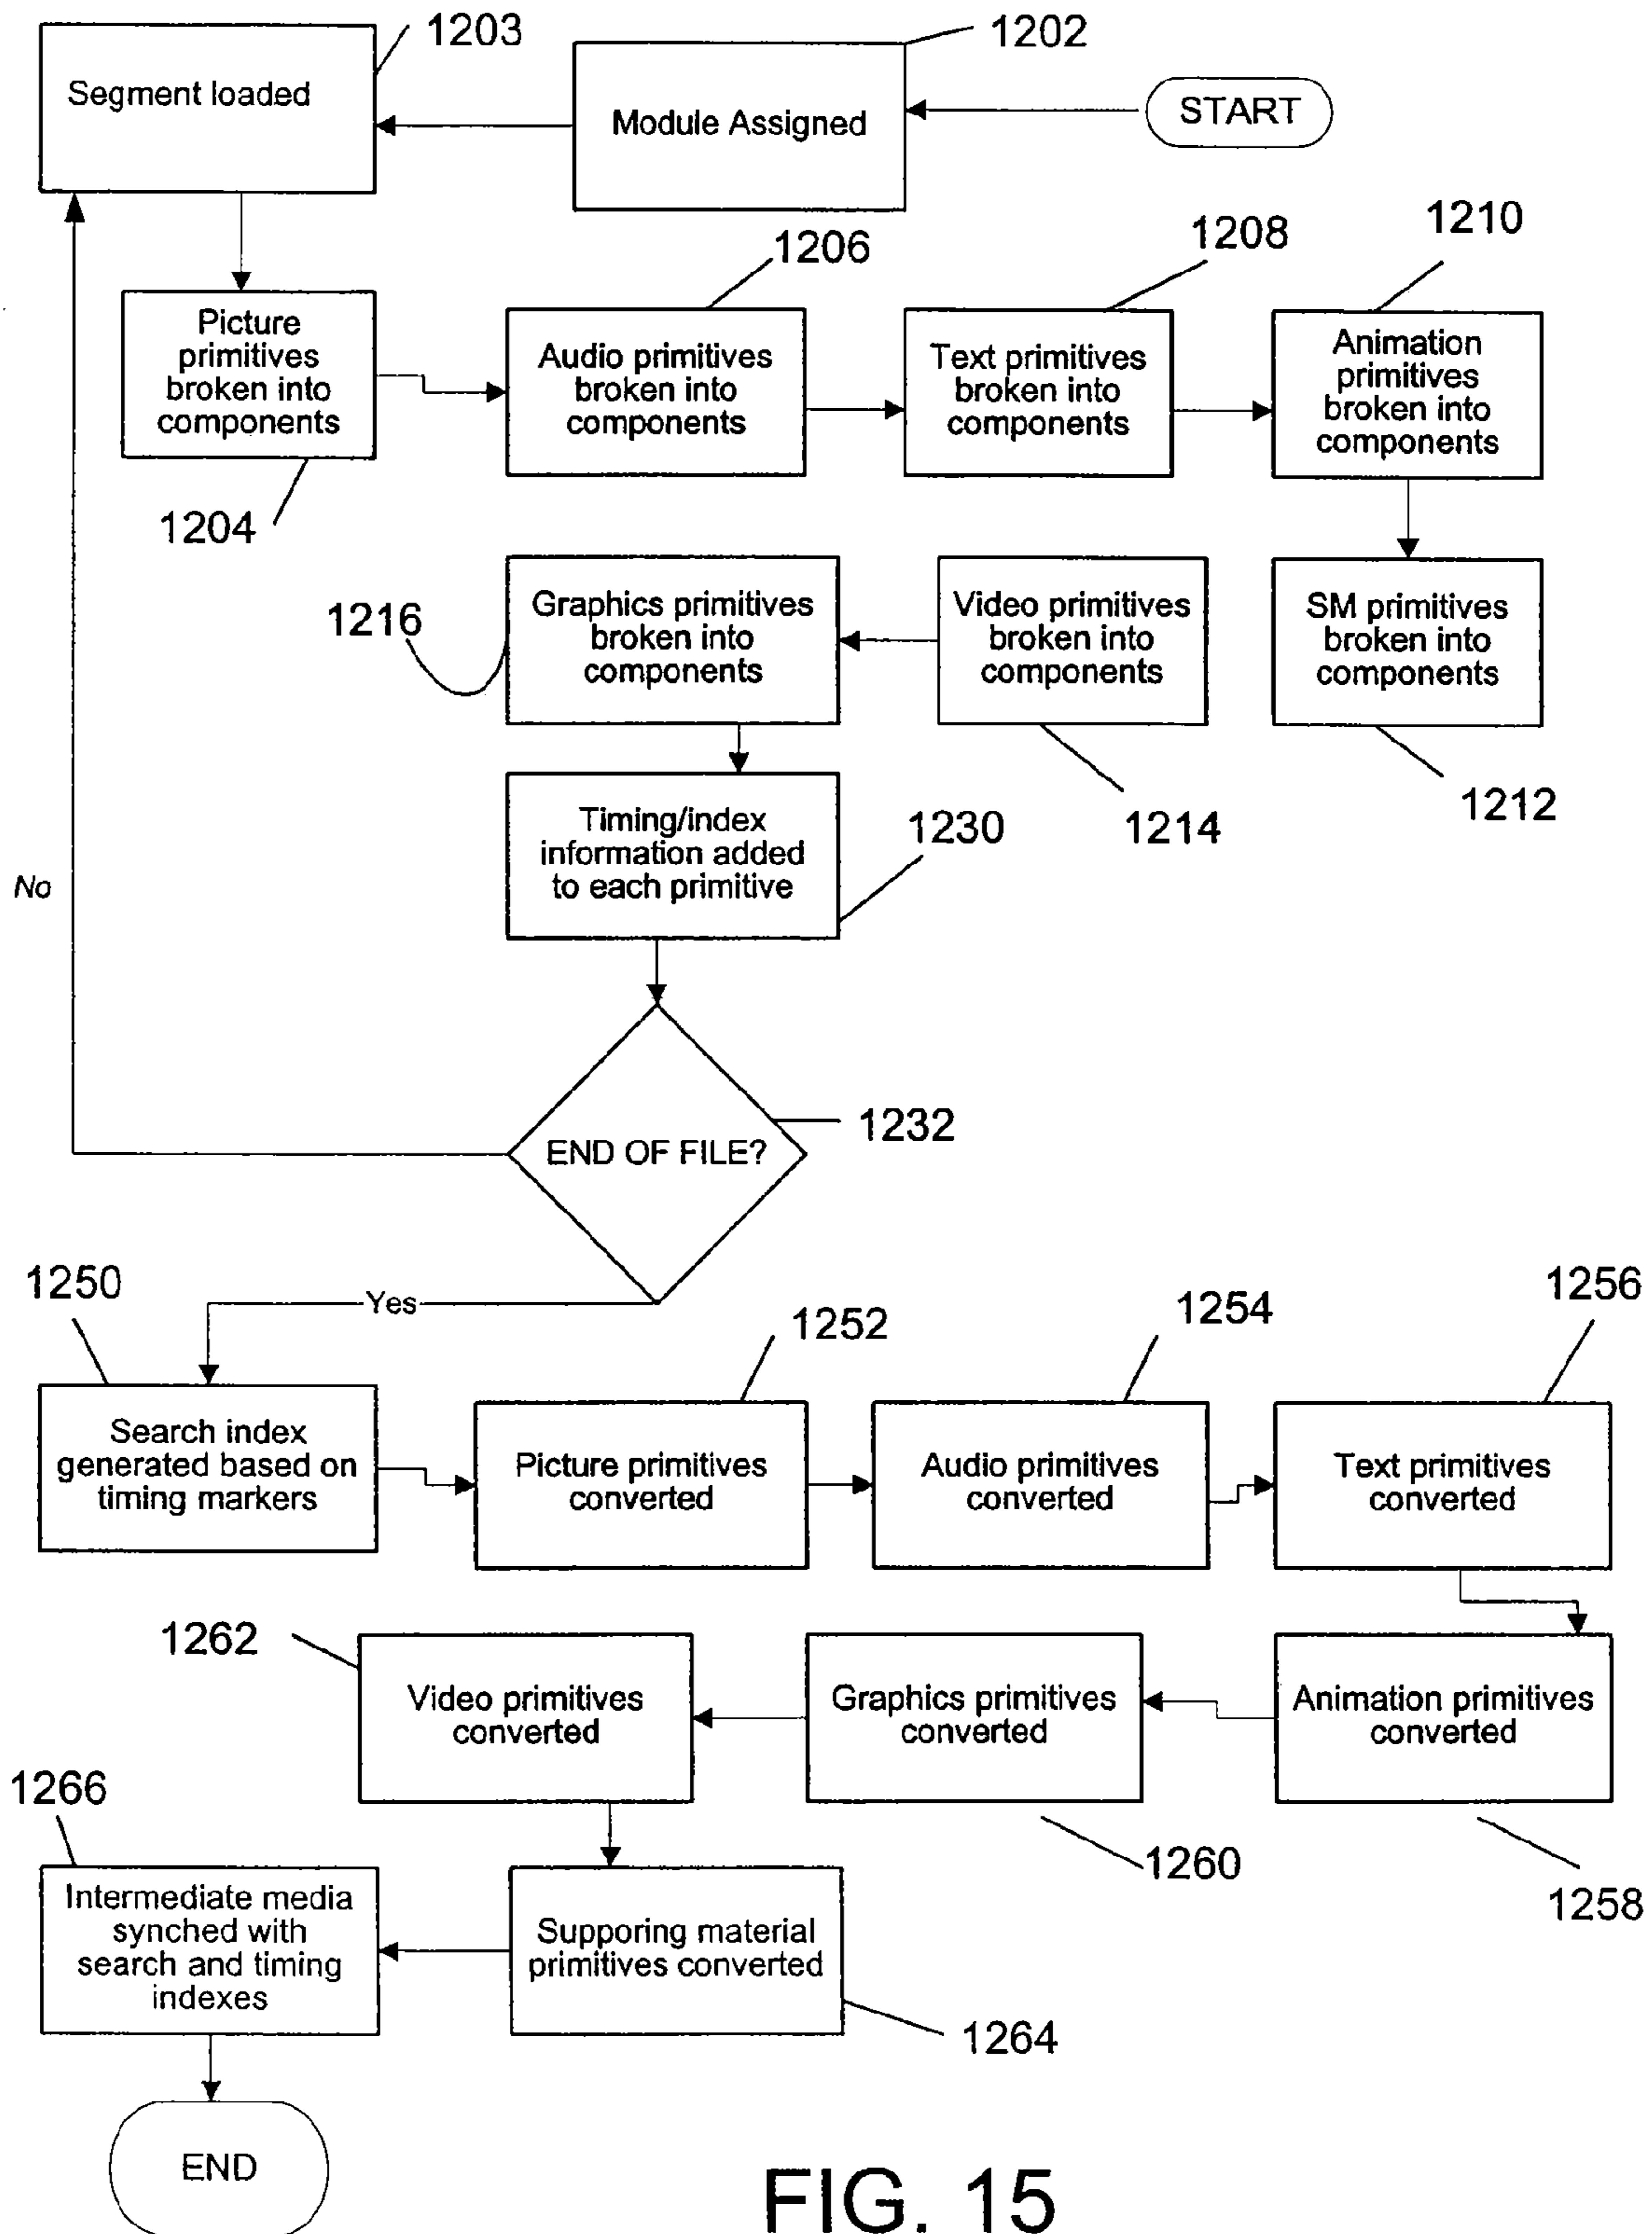 1203
1202
Segment loaded
Module Assigned
START
1206
1208
1210
Picture
primitives
broken into
components
Audio primitives
broken into
components
Text primitives
broken into
components
Animation
primitives
broken into
components
1204
1216
Graphics primitives
broken into
components
Video primitives
broken into
components
SM primitives
broken into
components
1212
1214
1230
Timing/index
information added
to each primitive
No
1232
END OF FILE?
1250
Yes
1252
1254
1256
Search index
generated based on
timing markers
Picture primitives
converted
Audio primitives
converted
Text primitives
converted
1262
Video primitives
converted
Graphics primitives
converted
Animation primitives
converted
1266
1260
1258
Intermediate media
synched with
search and timing
indexes
Supporing material
primitives converted
1264
END
FIG. 15